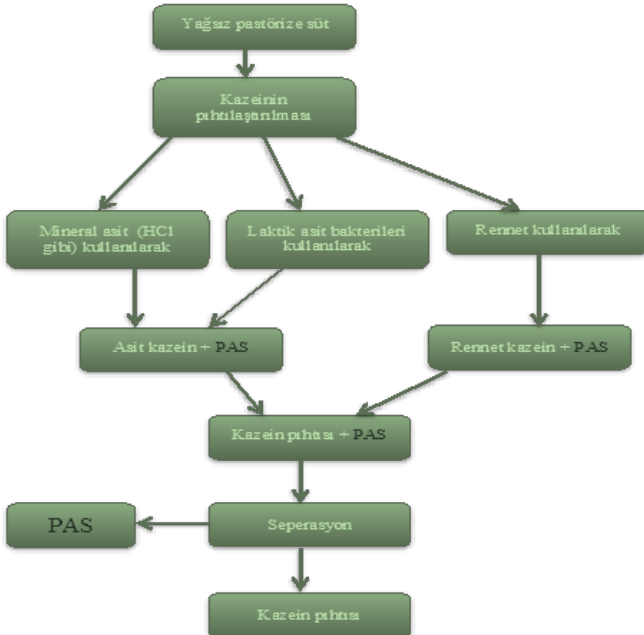 Yağsız pastörize süt
Kazeinin
pıhtılaştırılması
Mineral asit (HCl
gibi) kullanılarak
Laktik asit bakterileri
kullanılarak
Rennet kullanılarak
Asit kazein + PAS
Rennet kazein + PAS
Kazein pıhtısı + PAS
PAS
Seperasyon
Kazein pıhtısı